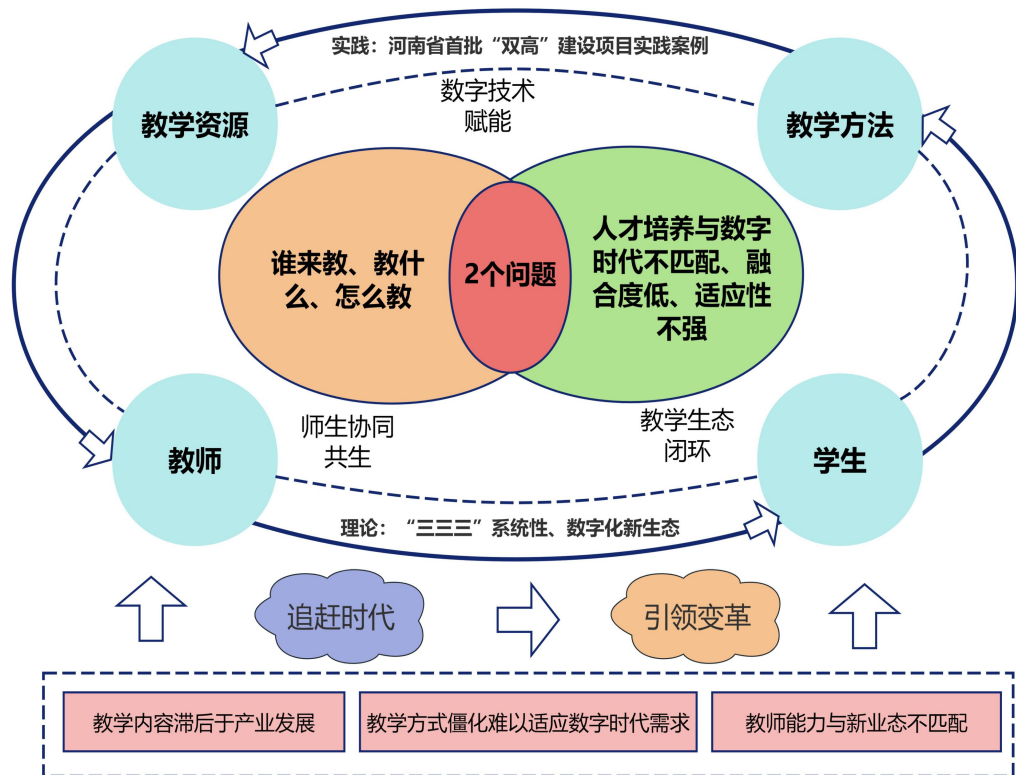 实践：河南省首批“双高”建设项目实践案例
教学资源
数字技术
赋能
教学方法
谁来教、教什
么、怎么教
2个问题
人才培养与数字
时代不匹配、融
合度低、适应性
不强
师生协同
共生
教学生态
闭环
教师
学生
理论：“三三三”系统性、数字化新生态
追赶时代
引领变革
教学内容滞后于产业发展
教学方式僵化难以适应数字时代需求
教师能力与新业态不匹配